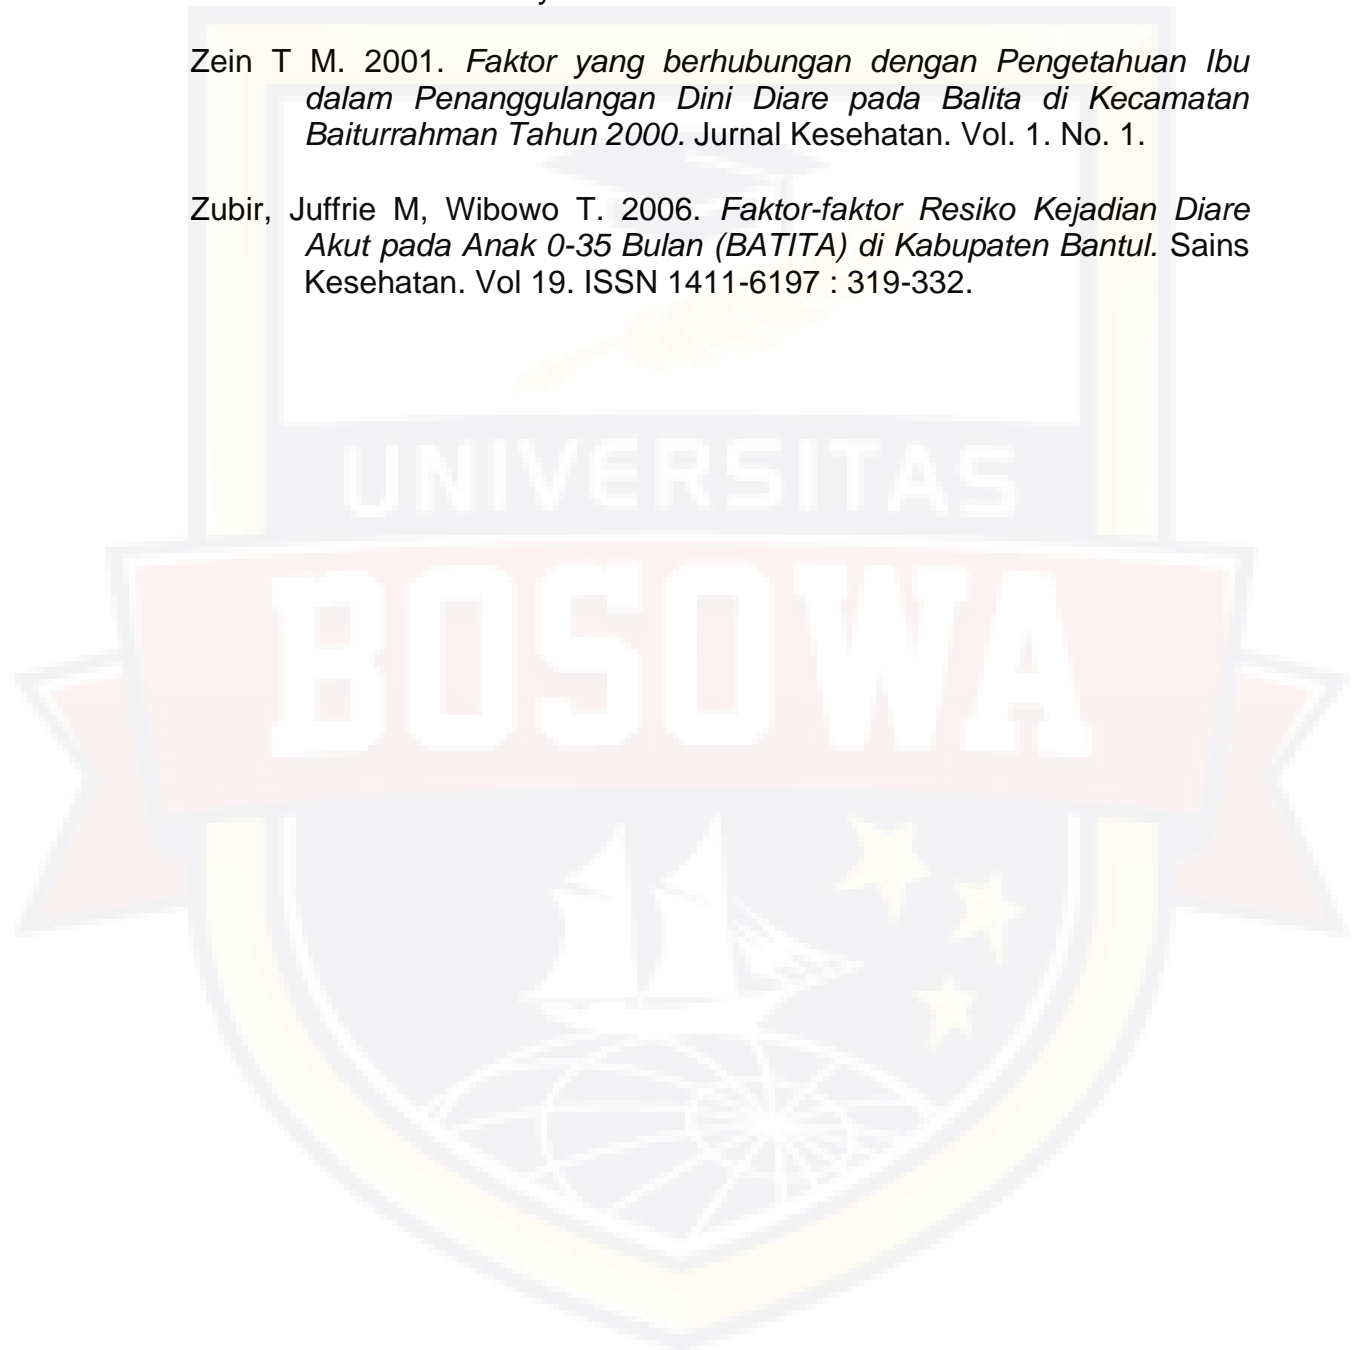 Zein T M. 2001. Faktor yang berhubungan dengan Pengetahuan Ibu
dalam Penanggulangan Dini Diare pada Balita di Kecamatan
Baiturrahman Tahun 2000. Jurnal Kesehatan. Vol. 1. No. 1.
Zubir, Juffrie M, Wibowo T. 2006. Faktor-faktor Resiko Kejadian Diare
Akut pada Anak 0-35 Bulan (BATITA) di Kabupaten Bantul. Sains
Kesehatan. Vol 19. ISSN 1411-6197 : 319-332.
UNIVERSITAS
BOSOWA